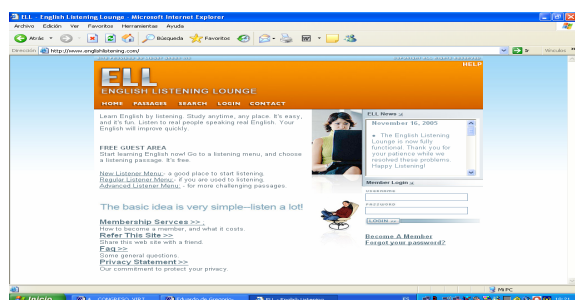 ELL - English Listening Lounge - Microsoft Internet Explorer
Archivo Edición Ver Favoritos Herramientas Ayuda
Atrás Búsqueda Favoritos
Dirección http://www.englishlistening.com/ Ir Vínculos
HELP
ELL
ENGLISH LISTENING LOUNGE
HOME PASSAGES SEARCH LOGIN CONTACT
Learn English by listening. Study anytime, any place. It's easy,
and it's fun. Listen to real people speaking real English. Your
English will improve quickly.
FREE GUEST AREA
Start learning English now! Go to a listening menu, and choose
a listening passage. It's free.
New Listener Menu - a good place to start listening.
Regular Listener Menu - if you are used to listening.
Advanced Listener Menu - for more challenging passages.
The basic idea is very simple--listen a lot!
Membership Servces >>
How to become a member, and what it costs.
Refer This Site >>
Share this web site with a friend.
Faq >>
Some general questions.
Privacy Statement >>
Our commitment to protect your privacy.
ELL News
November 16, 2005
• The English Listening
Lounge is now fully
functional. Thank you for
your patience while we
resolved these problems.
Happy Listening!
Member Login
USERNAME
PASSWORD
LOGIN >>
Become A Member
Forgot your password?
Mi PC
Inicio